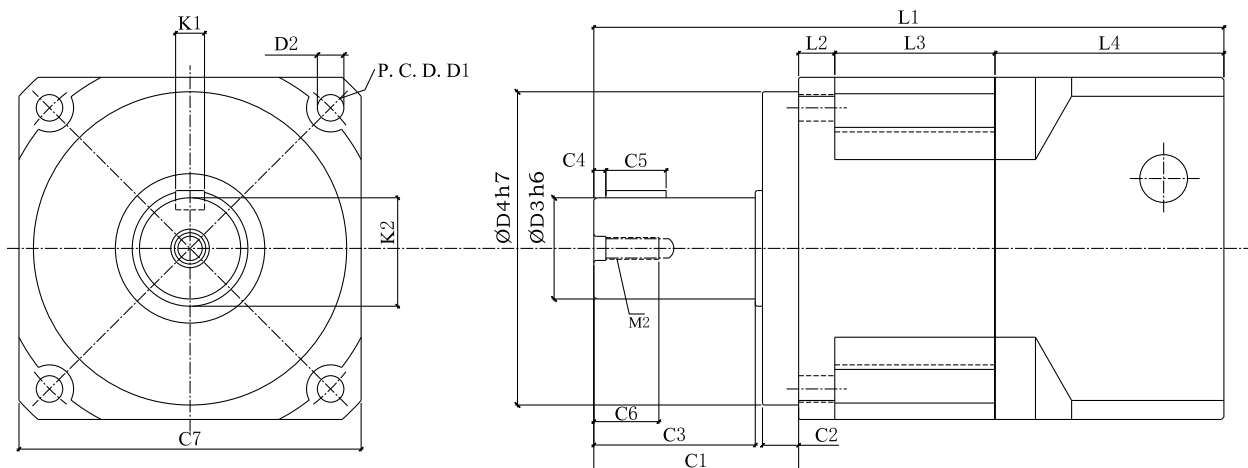 K1
D2
P. C. D. D1
K2
C7
L1
L2
L3
L4
C4
C5
ØD4h7
ØD3h6
M2
C6
C3
C2
C1